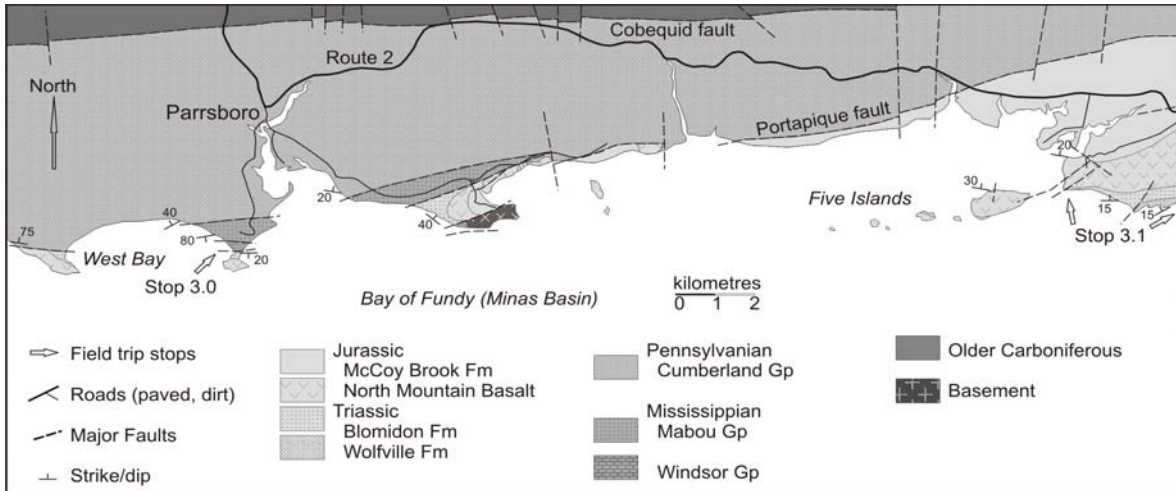 Cobequid fault
Route 2
North
Parrsboro
Portapique fault
20
20
30
Five Islands
40
40
75
80
15
15
West Bay
20
Stop 3.1
Stop 3.0
kilometres
0 1 2
Bay of Fundy (Minas Basin)
Field trip stops
Roads (paved, dirt)
Major Faults
Strike/dip
Jurassic
McCoy Brook Fm
North Mountain Basalt
Triassic
Blomidon Fm
Wolfville Fm
Pennsylvanian
Cumberland Gp
Mississippian
Mabou Gp
Windsor Gp
Older Carboniferous
Basement